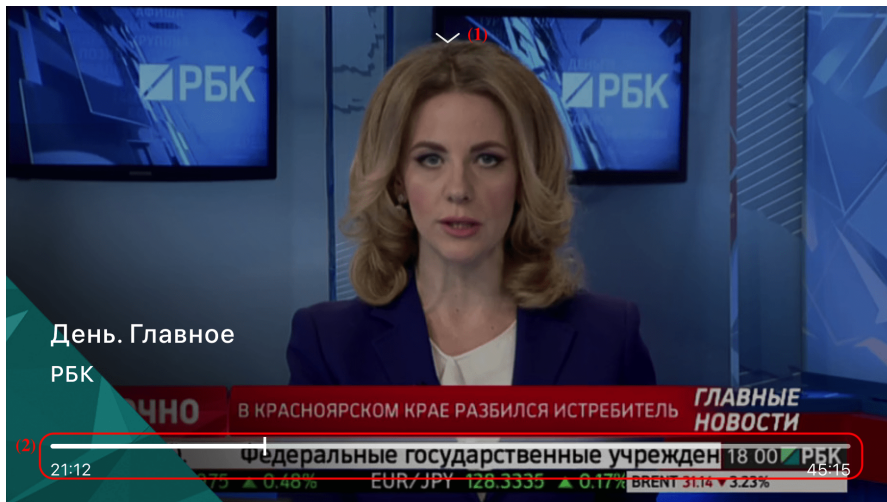 (1)
РБК
РБК
День. Главное
РБК
ЧНО
В КРАСНОЯРСКОМ КРАЕ РАЗБИЛСЯ ИСТРЕБИТЕЛЬ
ГЛАВНЫЕ
НОВОСТИ
(2)
Федеральные государственные учрежден
18 00 РБК
21:12
45:15
0.48% EUR/JPY 128.3335 ▲ 0.17% BRENT 31.14 ▼ 3.23%